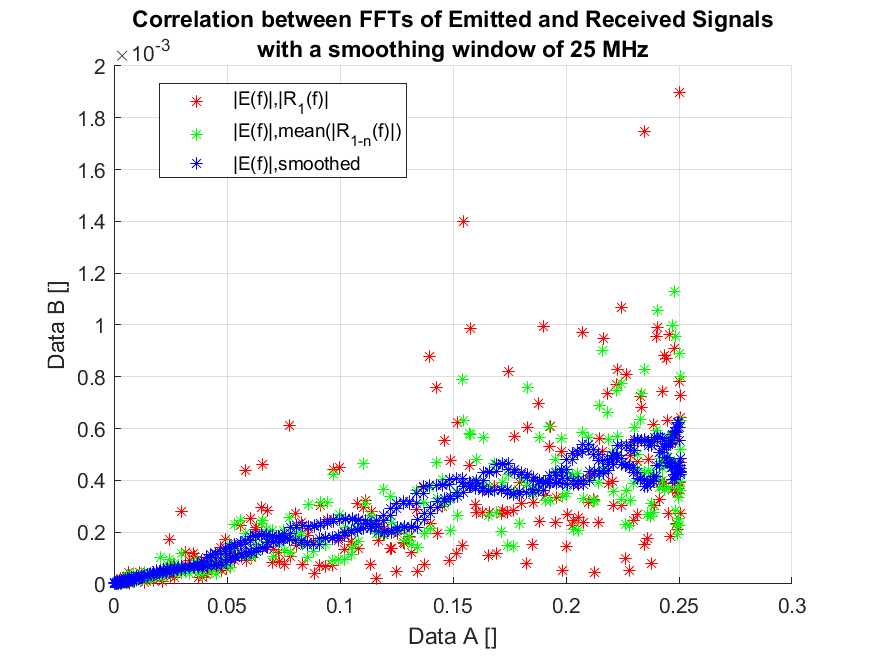 Correlation between FFTs of Emitted and Received Signals
with a smoothing window of 25 MHz
×10⁻³
2
1.8
1.6
1.4
1.2
1
0.8
0.6
0.4
0.2
0
|E(f)|,|R₁(f)|
|E(f)|,mean(|R₁₋ₙ(f)|)
|E(f)|,smoothed
Data B []
0 0.05 0.1 0.15 0.2 0.25 0.3
Data A []